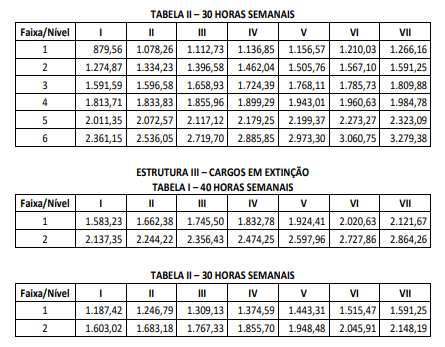 TABELA II – 30 HORAS SEMANAIS
Faixa/Nível I II III IV V VI VII
1 879,56 1.078,26 1.112,73 1.136,85 1.156,57 1.210,03 1.266,16
2 1.274,87 1.334,23 1.396,58 1.462,04 1.505,76 1.567,10 1.591,25
3 1.591,59 1.596,58 1.658,93 1.724,39 1.768,11 1.785,73 1.809,88
4 1.813,71 1.833,83 1.855,96 1.899,29 1.943,01 1.960,63 1.984,78
5 2.011,35 2.072,57 2.117,12 2.179,25 2.199,37 2.273,27 2.323,09
6 2.361,15 2.536,05 2.719,70 2.885,85 2.973,30 3.060,75 3.279,38
ESTRUTURA III – CARGOS EM EXTINÇÃO
TABELA I – 40 HORAS SEMANAIS
Faixa/Nível I II III IV V VI VII
1 1.583,23 1.662,38 1.745,50 1.832,78 1.924,41 2.020,63 2.121,67
2 2.137,35 2.244,22 2.356,43 2.474,25 2.597,96 2.727,86 2.864,26
TABELA II – 30 HORAS SEMANAIS
Faixa/Nível I II III IV V VI VII
1 1.187,42 1.246,79 1.309,13 1.374,59 1.443,31 1.515,47 1.591,25
2 1.603,02 1.683,18 1.767,33 1.855,70 1.948,48 2.045,91 2.148,19